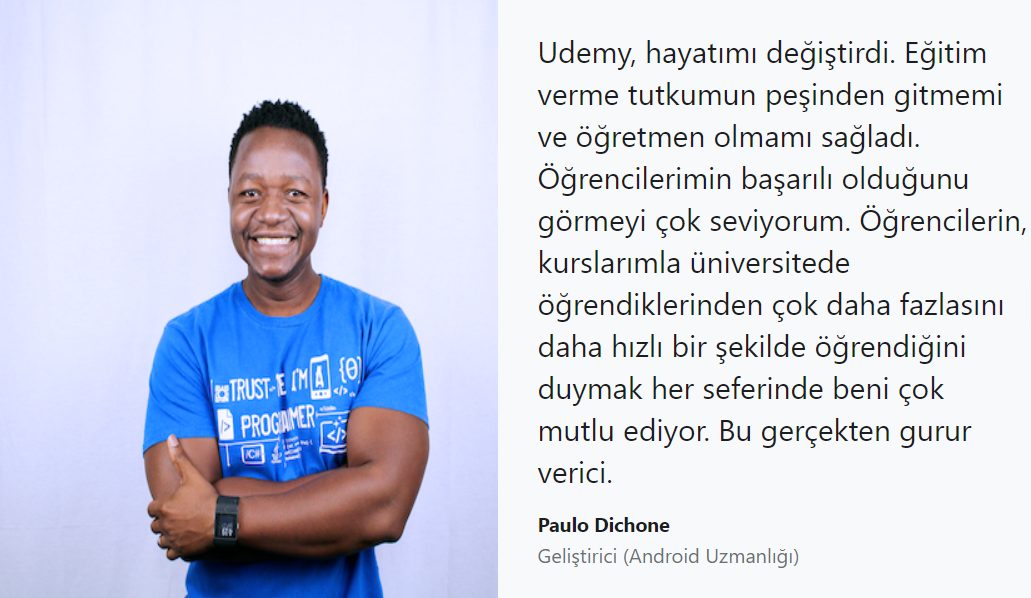 Udemy, hayatımı değiştirdi. Eğitim
verme tutkumun peşinden gitmemi
ve öğretmen olmamı sağladı.
Öğrencilerimin başarılı olduğunu
görmeyi çok seviyorum. Öğrencilerin,
kurslarımla üniversitede
öğrendiklerinden çok daha fazlasını
daha hızlı bir şekilde öğrendiğini
duymak her seferinde beni çok
mutlu ediyor. Bu gerçekten gurur
verici.
Paulo Dichone
Geliştirici (Android Uzmanlığı)
TRUST I'M A {θ}
</>
</>
</>